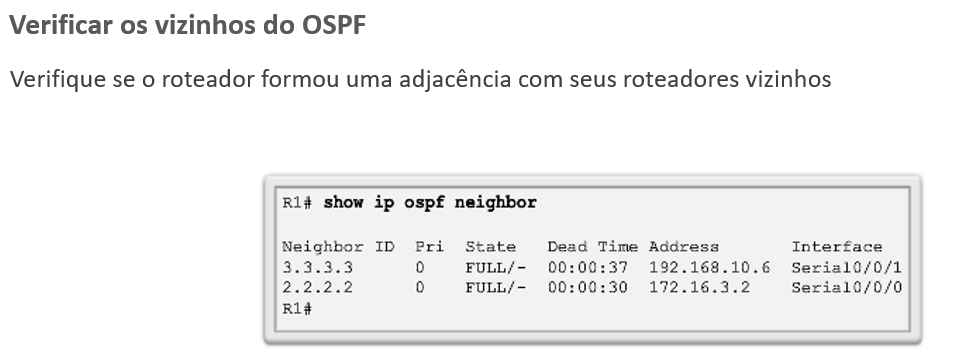 Verificar os vizinhos do OSPF
Verifique se o roteador formou uma adjacência com seus roteadores vizinhos
R1# show ip ospf neighbor
Neighbor ID Pri State Dead Time Address Interface
3.3.3.3 0 FULL/- 00:00:37 192.168.10.6 Serial0/0/1
2.2.2.2 0 FULL/- 00:00:30 172.16.3.2 Serial0/0/0
R1#